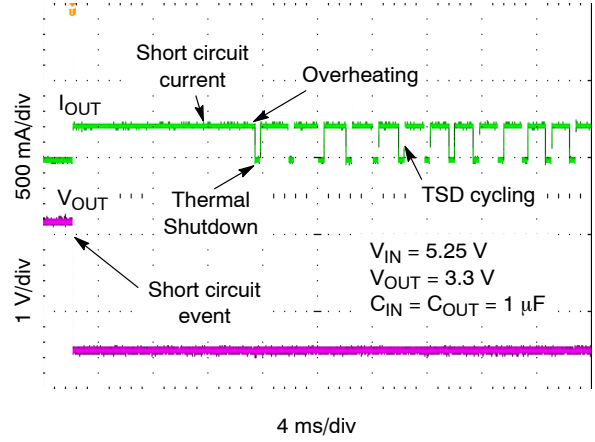 Short circuit
current
Overheating
I_OUT
500 mA/div
V_OUT
Thermal
Shutdown
TSD cycling
1 V/div
Short circuit
event
V_IN = 5.25 V
V_OUT = 3.3 V
C_IN = C_OUT = 1 μF
4 ms/div